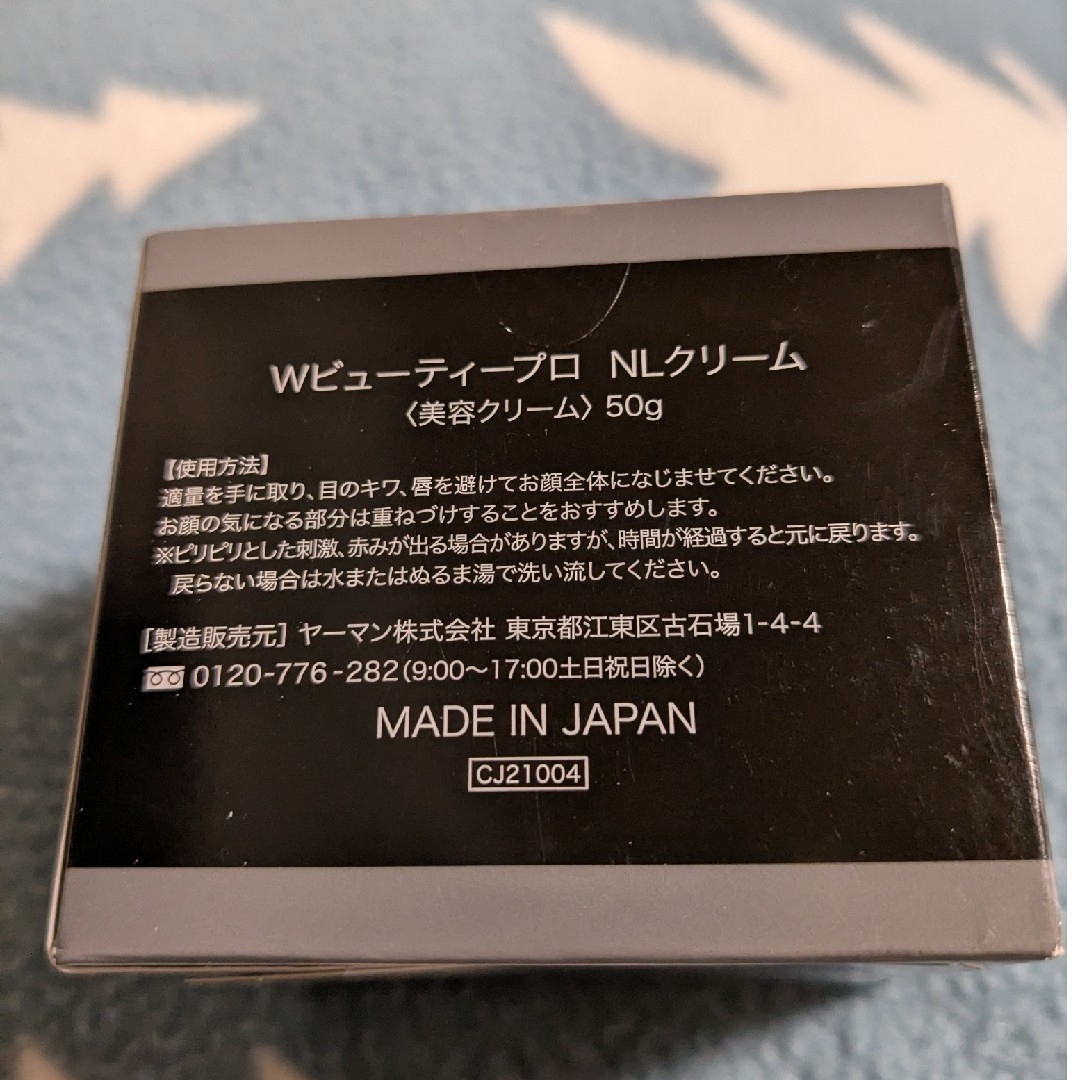 Wビューティープロ NLクリーム
〈美容クリーム〉50g
【使用方法】
適量を手に取り、目のキワ、唇を避けてお顔全体になじませてください。
お顔の気になる部分は重ねづけすることをおすすめします。
※ピリピリとした刺激、赤みが出る場合がありますが、時間が経過すると元に戻ります。
戻らない場合は水またはぬるま湯で洗い流してください。
[製造販売元] ヤーマン株式会社 東京都江東区古石場1-4-4
0120-776-282(9:00〜17:00土日祝日除く)
MADE IN JAPAN
CJ21004